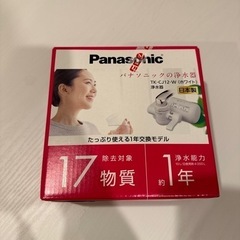 Panasonic
パナソニックの浄水器
TK-CJ12-W(ホワイト)
浄水器
日本製
たっぷり使える1年交換モデル
17
除去対象
物質
浄水能力
約1年